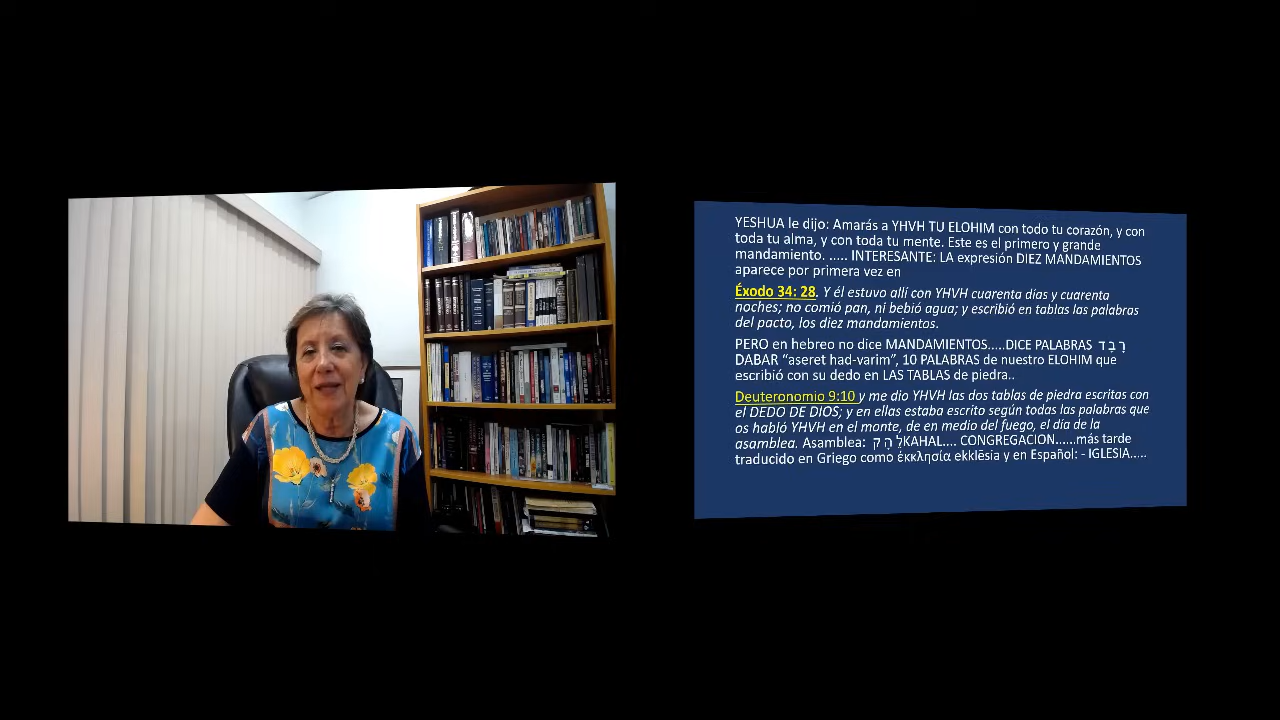 YESHUA le dijo: Amarás a YHVH TU ELOHIM con todo tu corazón, y con
toda tu alma, y con toda tu mente. Este es el primero y grande
mandamiento. ..... INTERESANTE: LA expresión DIEZ MANDAMIENTOS
aparece por primera vez en
Éxodo 34: 28. Y él estuvo allí con YHVH cuarenta días y cuarenta
noches; no comió pan, ni bebió agua; y escribió en tablas las palabras
del pacto, los diez mandamientos.
PERO en hebreo no dice MANDAMIENTOS.....DICE PALABRAS רָ בָ ד
DABAR “aseret had-varim”, 10 PALABRAS de nuestro ELOHIM que
escribió con su dedo en LAS TABLAS de piedra..
Deuteronomio 9:10 y me dio YHVH las dos tablas de piedra escritas con
el DEDO DE DIOS; y en ellas estaba escrito según todas las palabras que
os habló YHVH en el monte, de en medio del fuego, el día de la
asamblea. Asamblea: לָ הָ קKAHAL.... CONGREGACION......más tarde
traducido en Griego como ἐκκλησία ekklēsia y en Español: - IGLESIA.....